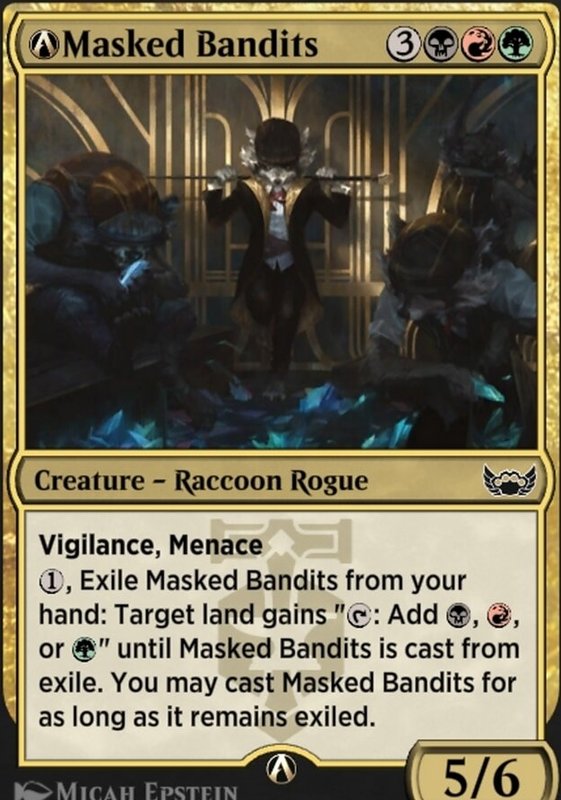 Masked Bandits 3
Creature – Raccoon Rogue
Vigilance, Menace
1, Exile Masked Bandits from your
hand: Target land gains ": Add , ,
or " until Masked Bandits is cast from
exile. You may cast Masked Bandits for
as long as it remains exiled.
MICAH EPSTEIN
5/6